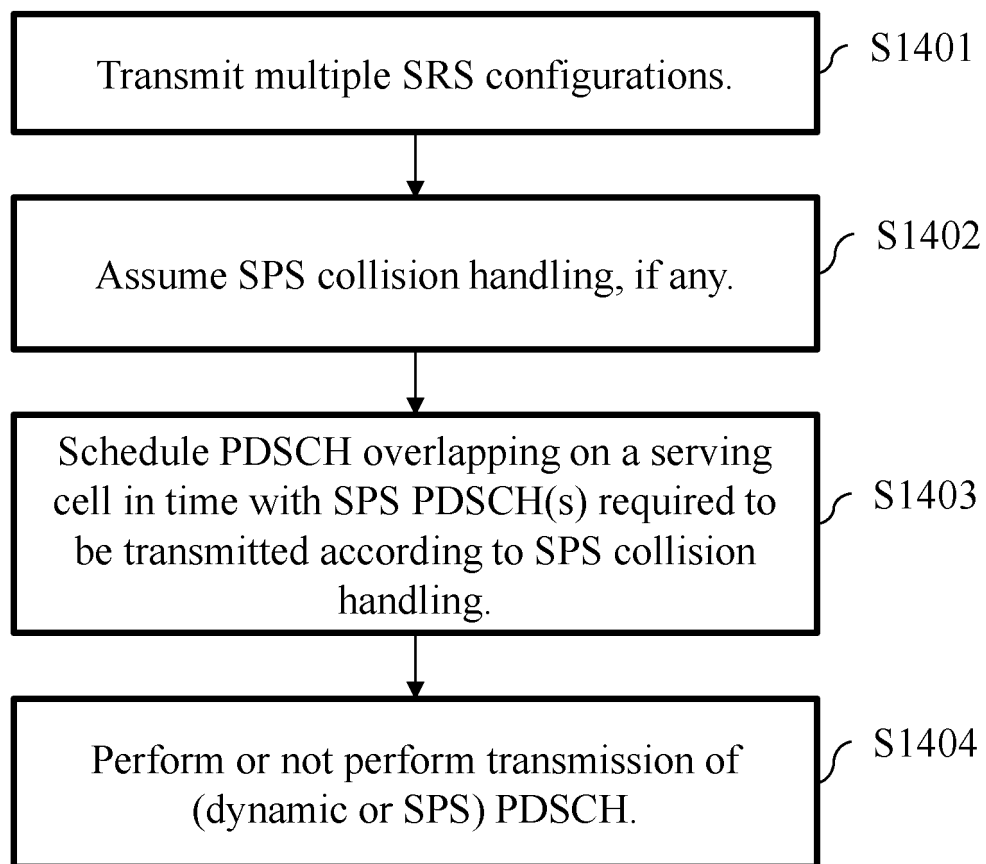 Transmit multiple SRS configurations.
S1401
Assume SPS collision handling, if any.
S1402
Schedule PDSCH overlapping on a serving
cell in time with SPS PDSCH(s) required to
be transmitted according to SPS collision
handling.
S1403
Perform or not perform transmission of
(dynamic or SPS) PDSCH.
S1404